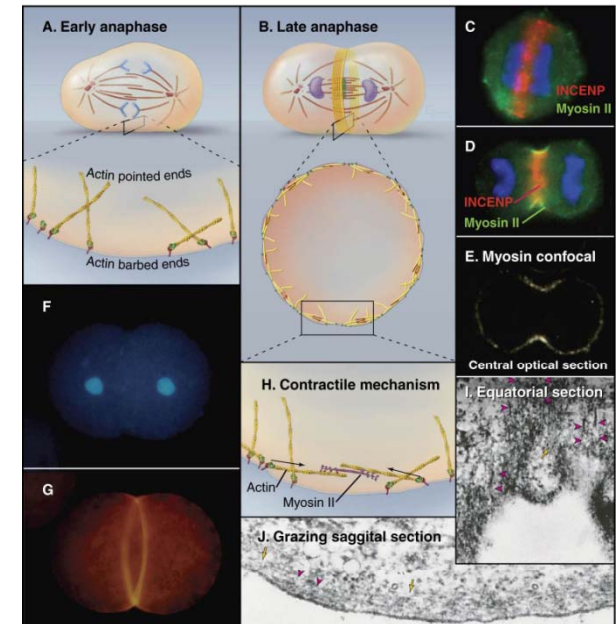 A. Early anaphase
Actin pointed ends
Actin barbed ends
B. Late anaphase
C
INCENP
Myosin II
D
INCENP
Myosin II
E. Myosin confocal
Central optical section
F
G
H. Contractile mechanism
Actin
Myosin II
I. Equatorial section
J. Grazing saggital section